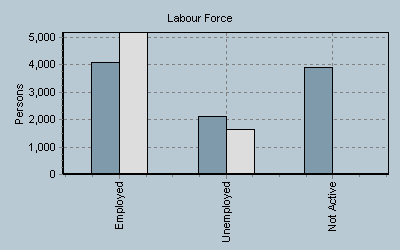 Labour Force
Persons
5,000
4,000
3,000
2,000
1,000
0
Employed
Unemployed
Not Active